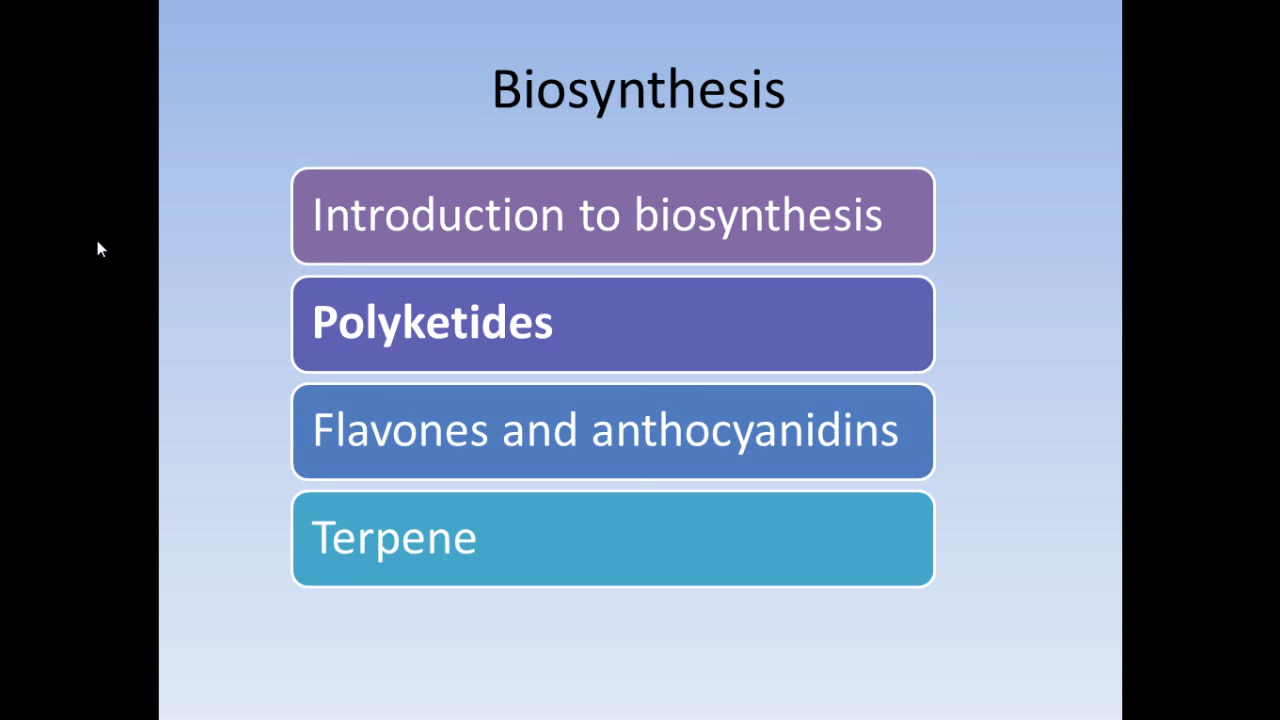 Biosynthesis
Introduction to biosynthesis
Polyketides
Flavones and anthocyanidins
Terpene